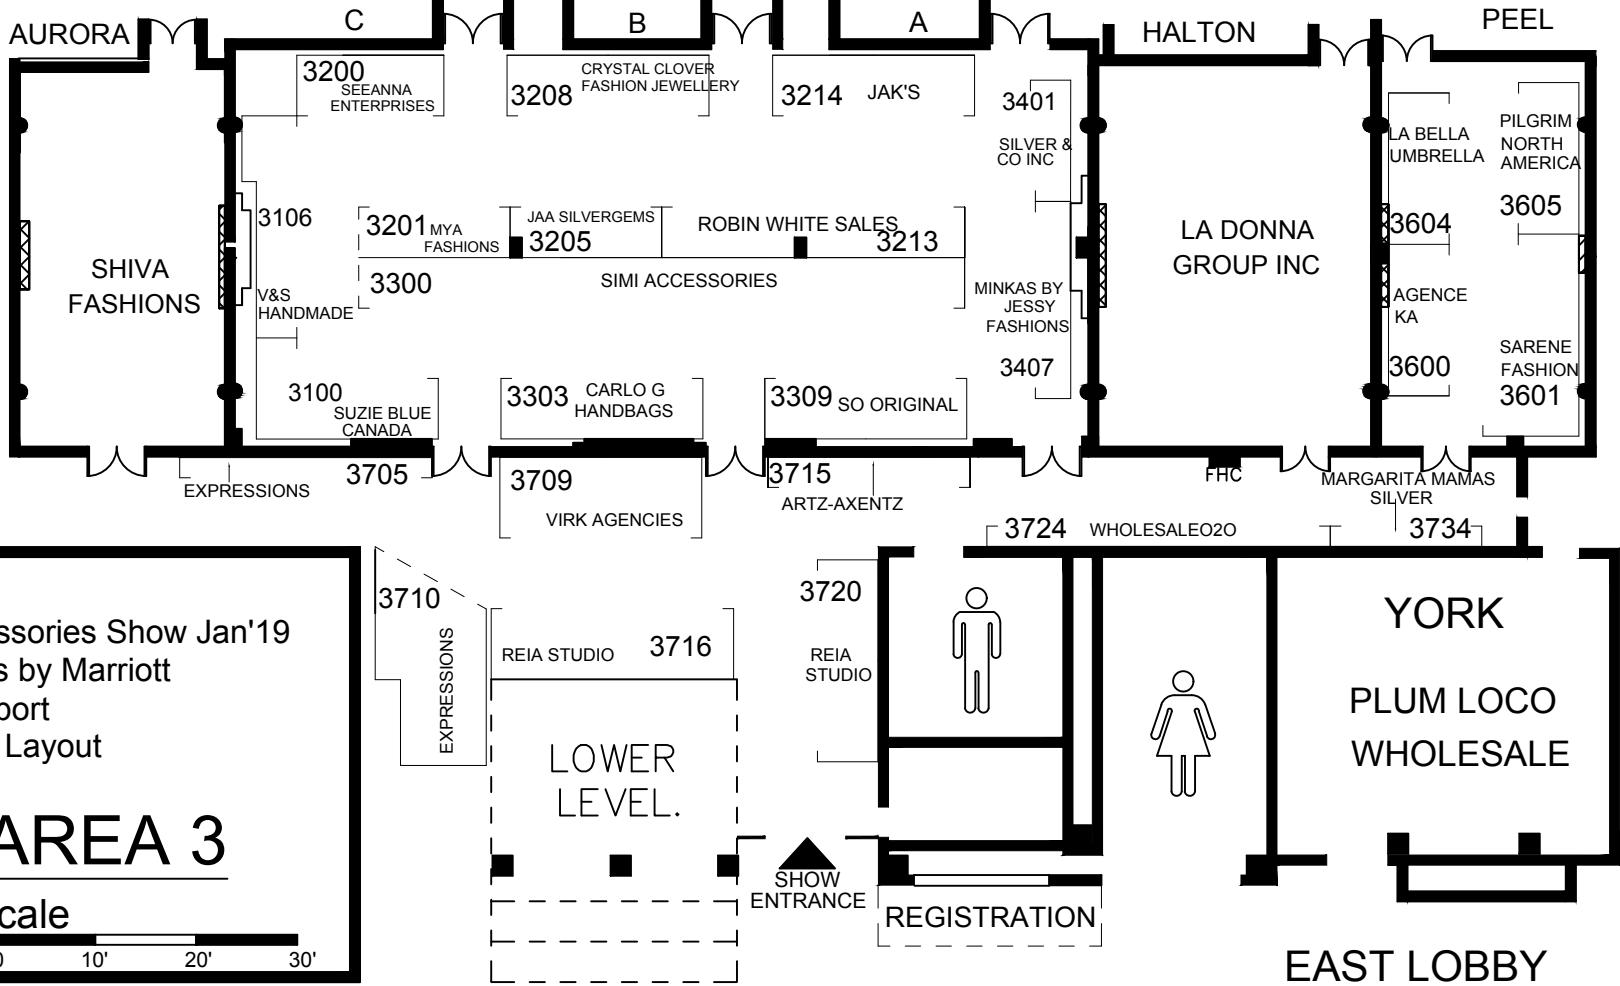 AURORA
C
B
A
HALTON
PEEL
3200
SEEANNA
ENTERPRISES
3208
CRYSTAL CLOVER
FASHION JEWELLERY
3214
JAK'S
3401
SILVER &
CO INC
LA BELLA
UMBRELLA
3604
PILGRIM
NORTH
AMERICA
3605
3106
V&S
HANDMADE
3201
MYA
FASHIONS
JAA SILVERGEMS
3205
ROBIN WHITE SALES
3213
3300
SIMI ACCESSORIES
SHIVA
FASHIONS
LA DONNA
GROUP INC
MINKAS BY
JESSY
FASHIONS
3407
AGENCE
KA
3600
SARENE
FASHION
3601
3100
SUZIE BLUE
CANADA
3303
CARLO G
HANDBAGS
3309
SO ORIGINAL
EXPRESSIONS
3705
3709
VIRK AGENCIES
3715
ARTZ-AXENTZ
FHC
MARGARITA MAMAS
SILVER
3724
WHOLESALEO2O
3734
3710
EXPRESSIONS
REIA STUDIO
3716
3720
REIA
STUDIO
YORK
PLUM LOCO
WHOLESALE
LOWER
LEVEL.
SHOW
ENTRANCE
REGISTRATION
EAST LOBBY
ssories Show Jan'19
s by Marriott
port
Layout
AREA 3
cale
0 10' 20' 30'